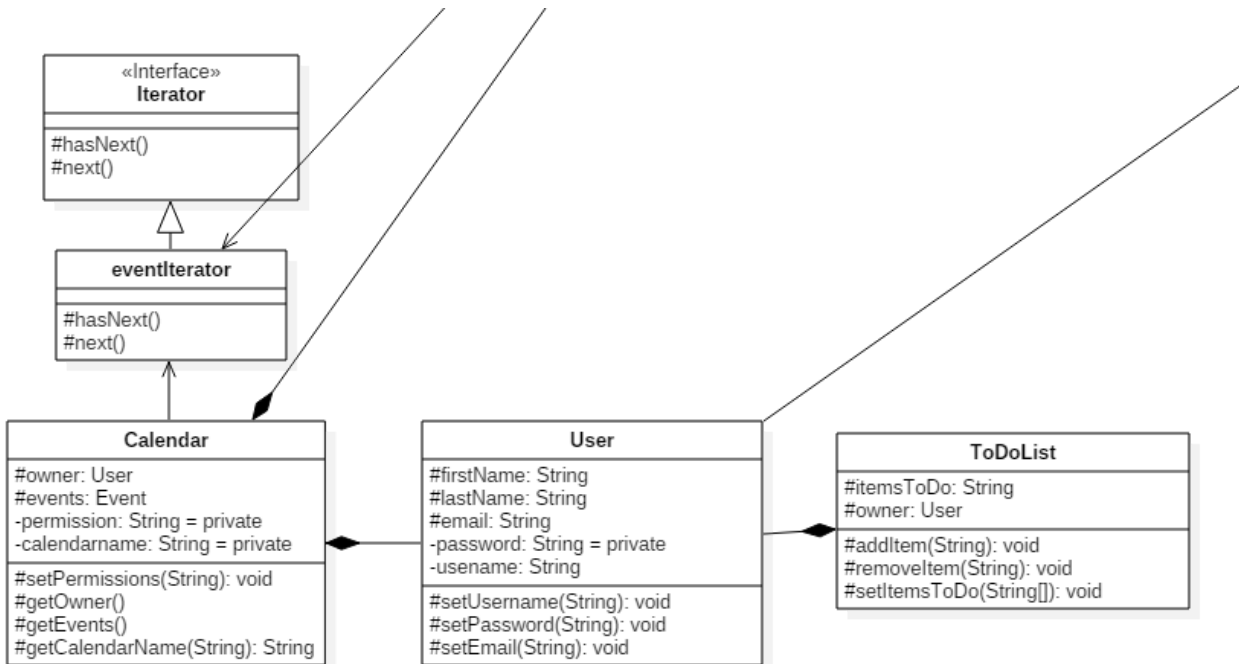 «Interface»
Iterator
#hasNext()
#next()
eventIterator
#hasNext()
#next()
Calendar
#owner: User
#events: Event
-permission: String = private
-calendarname: String = private
#setPermissions(String): void
#getOwner()
#getEvents()
#getCalendarName(String): String
User
#firstName: String
#lastName: String
#email: String
-password: String = private
-usename: String
#setUsername(String): void
#setPassword(String): void
#setEmail(String): void
ToDoList
#itemsToDo: String
#owner: User
#addItem(String): void
#removeItem(String): void
#setItemsToDo(String[]): void